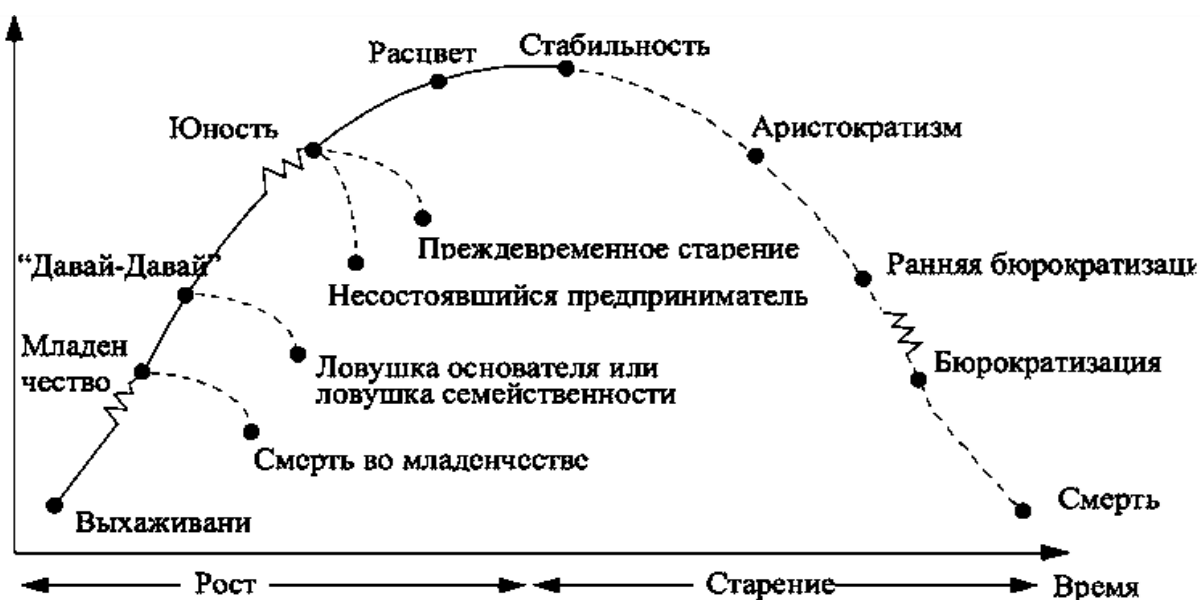 Расцвет
Стабильность
Юность
Аристократизм
Преждевременное старение
"Давай-Давай"
Ранняя бюрократизаци
Несостоявшийся предприниматель
Младен
чество
Ловушка основателя или
ловушка семейственности
Бюрократизация
Смерть во младенчестве
Выхаживани
Смерть
Рост
Старение
Время